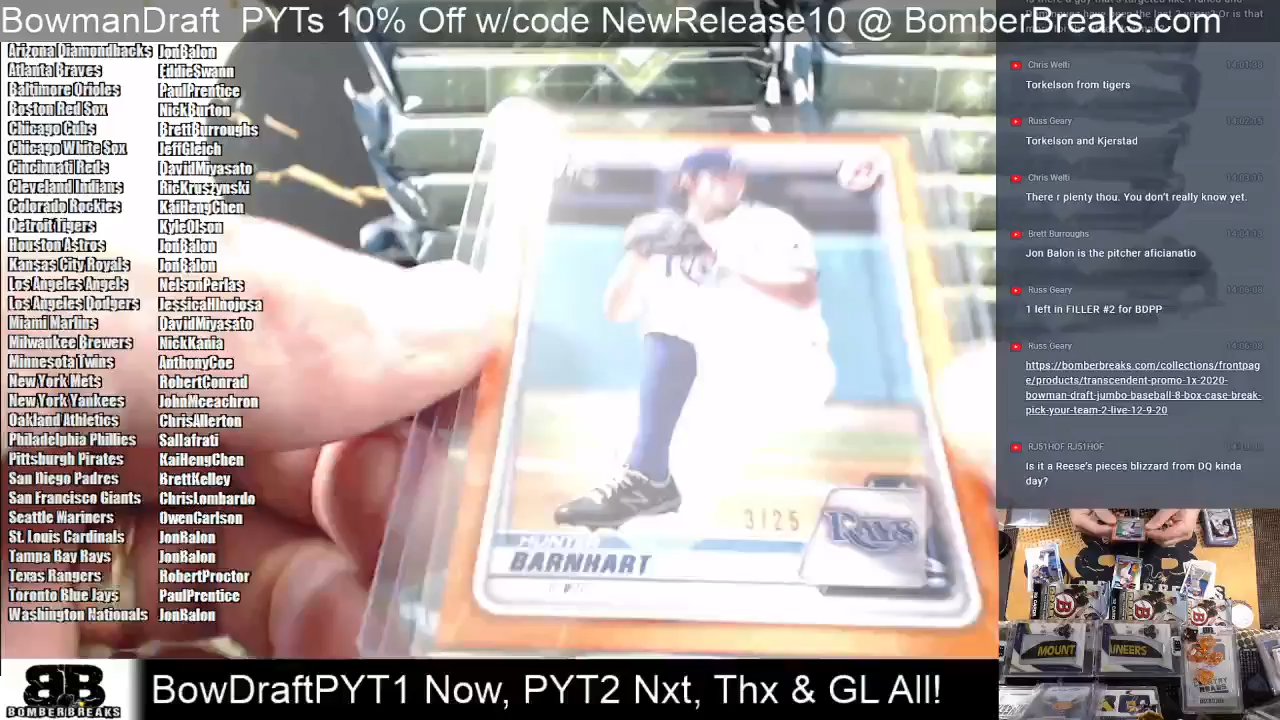 BowmanDraft PYTs 10% Off w/code NewRelease10 @ BomberBreaks.com
Arizona Diamondbacks JonBalon
Atlanta Braves EddieSwann
Baltimore Orioles PaulPrentice
Boston Red Sox NickBurton
Chicago Cubs BrettBurroughs
Chicago White Sox JeffGleich
Cincinnati Reds DavidMiyasato
Cleveland Indians RicKruszynski
Colorado Rockies KaiHengChen
Detroit Tigers KyleOlson
Houston Astros JonBalon
Kansas City Royals JonBalon
Los Angeles Angels NelsonPerlas
Los Angeles Dodgers JessicaHInojosa
Miami Marlins DavidMiyasato
Milwaukee Brewers NickKania
Minnesota Twins AnthonyCoe
New York Mets RobertConrad
New York Yankees JohnMceachron
Oakland Athletics ChrisAllerton
Philadelphia Phillies Sallafrati
Pittsburgh Pirates KaiHengChen
San Diego Padres BrettKelley
San Francisco Giants ChrisLombardo
Seattle Mariners OwenCarlson
St. Louis Cardinals JonBalon
Tampa Bay Rays JonBalon
Texas Rangers RobertProctor
Toronto Blue Jays PaulPrentice
Washington Nationals JonBalon
3/25
Rays
HUNTER
BARNHART
Chris Welti
Torkelson from tigers
Russ Geary
Torkelson and Kjerstad
Chris Welti
There r plenty thou. You don't really know yet.
Brett Burroughs
Jon Balon is the pitcher aficianatio
Russ Geary
1 left in FILLER #2 for BDPP
Russ Geary
https://bomberbreaks.com/collections/frontpag
e/products/transcendent-promo-1x-2020-
bowman-draft-jumbo-baseball-8-box-case-break-
pick-your-team-2-live-12-9-20
RJ51HOF RJ51HOF
Is it a Reese's pieces blizzard from DQ kinda
day?
MOUNT AINEERS
BB
BOMBERBREAKS
BowDraftPYT1 Now, PYT2 Nxt, Thx & GL All!